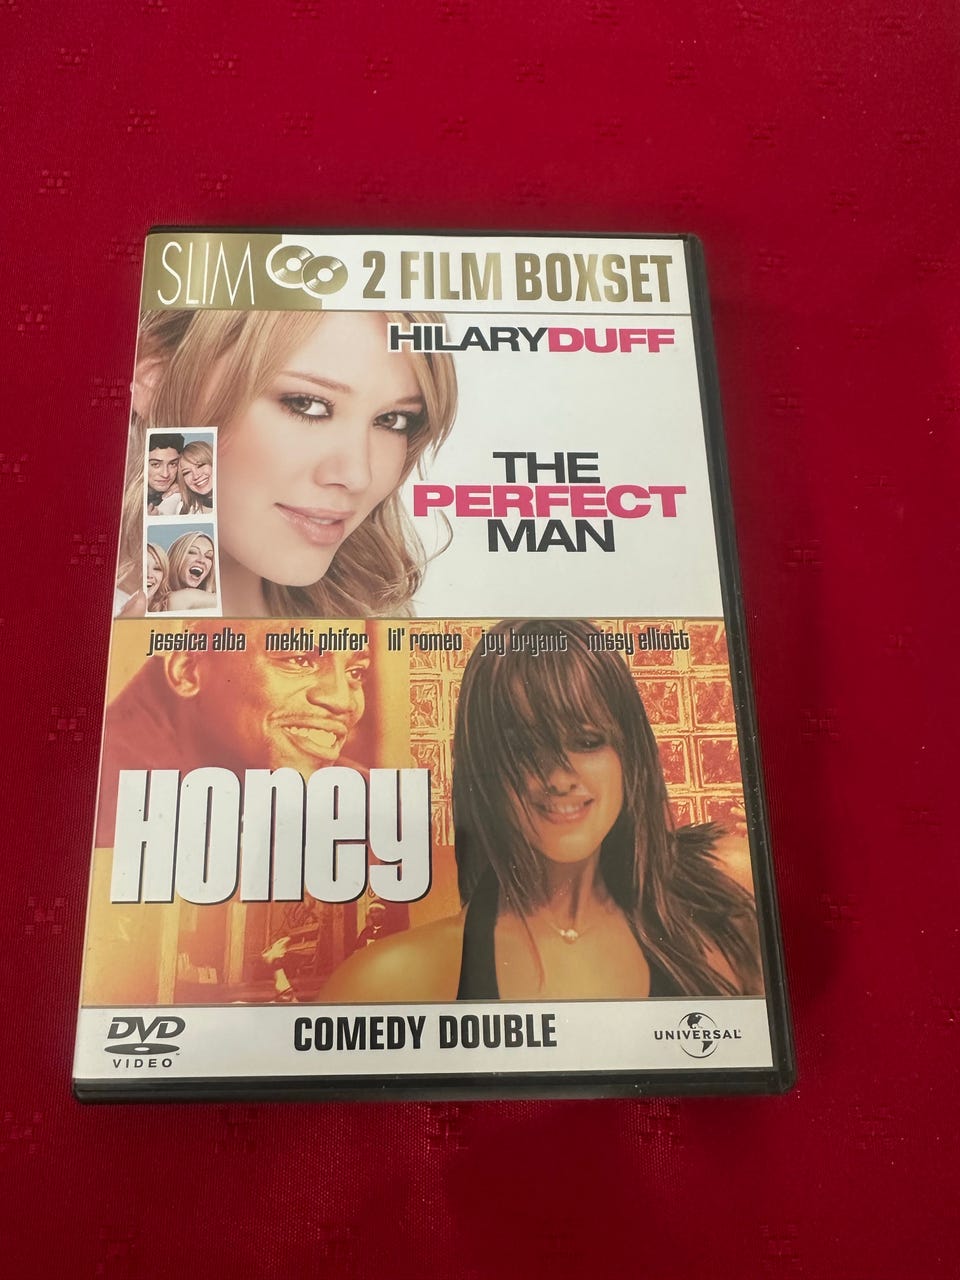 SLIM 2 FILM BOXSET
HILARYDUFF
THE
PERFECT
MAN
jessica alba mekhi phifer lil' romeo joy bryant missy elliott
Honey
DVD
VIDEO
COMEDY DOUBLE
UNIVERSAL